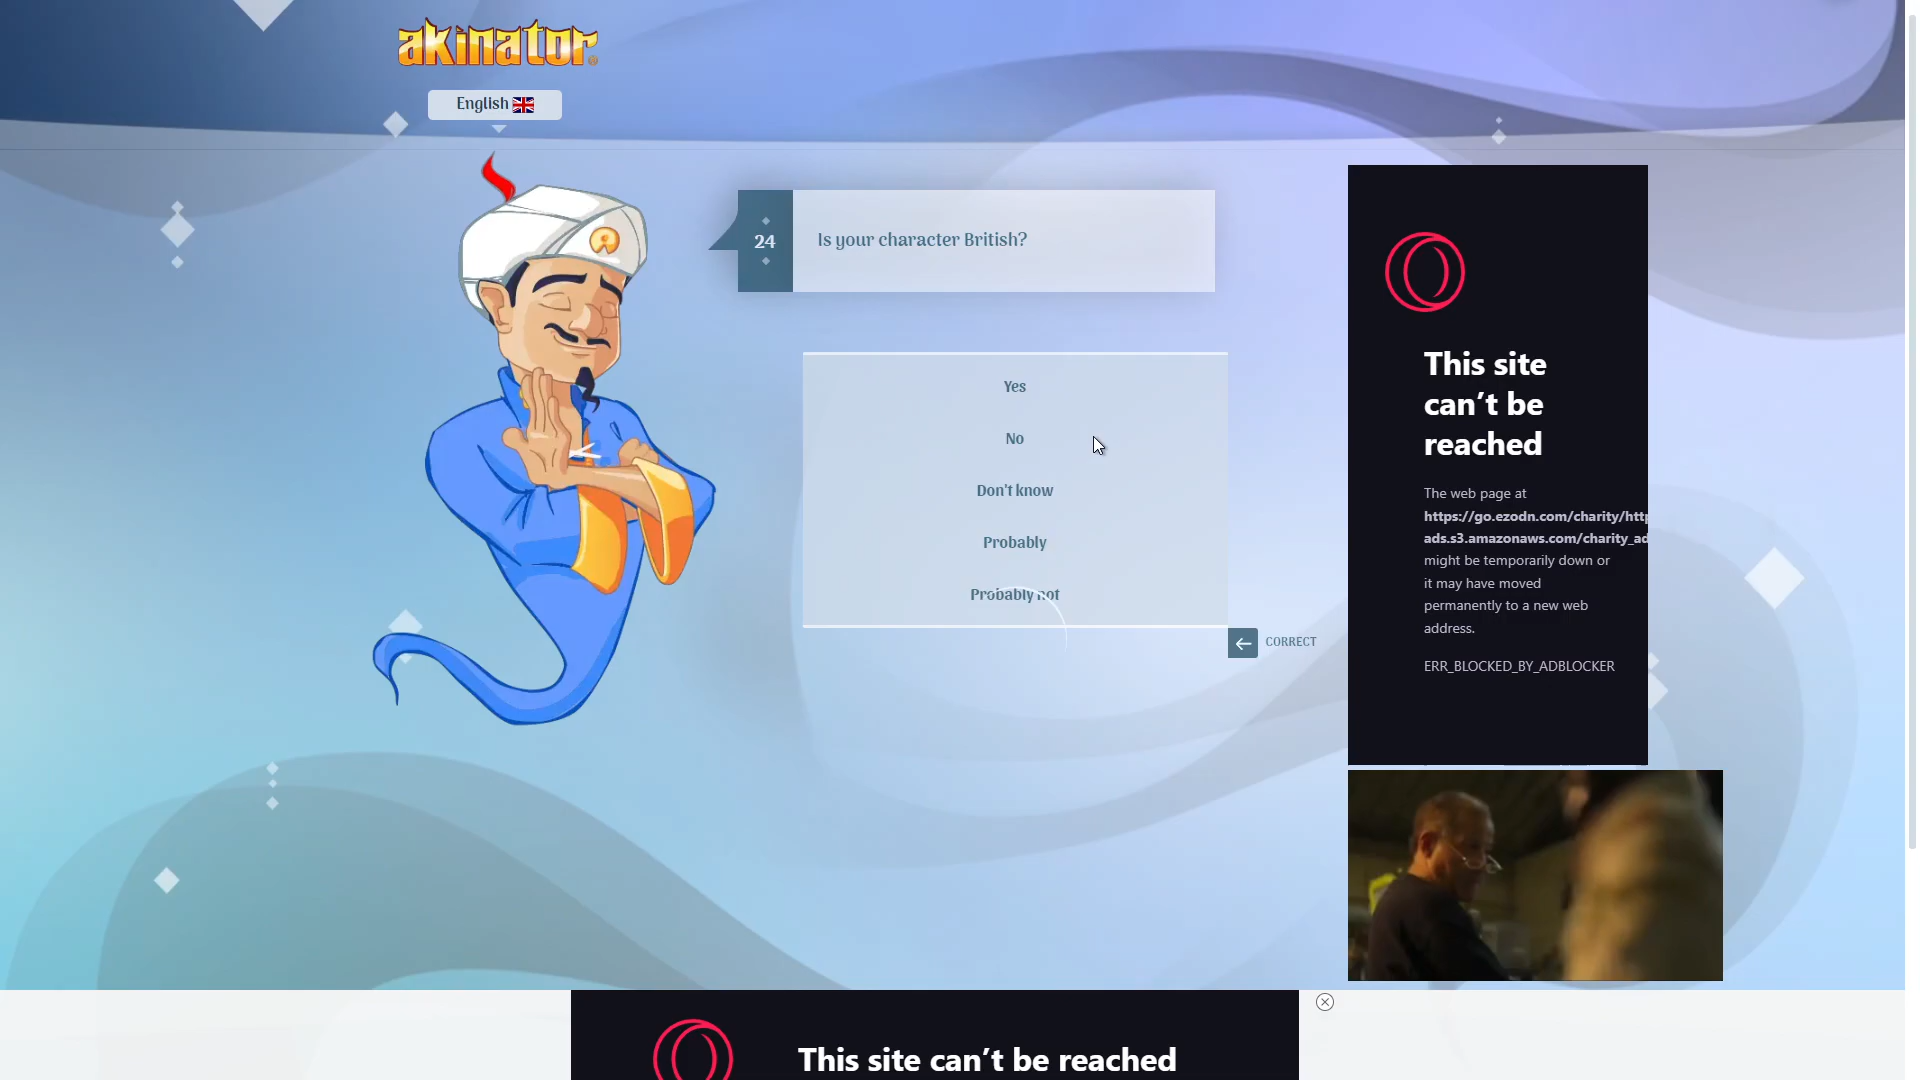 akinator
English
24
Is your character British?
Yes
No
Don't know
Probably
Probably not
CORRECT
This site
can't be
reached
The web page at
https://go.ezodn.com/charity/http
ads.s3.amazonaws.com/charity_ad
might be temporarily down or
it may have moved
permanently to a new web
address.
ERR_BLOCKED_BY_ADBLOCKER
This site can't be reached